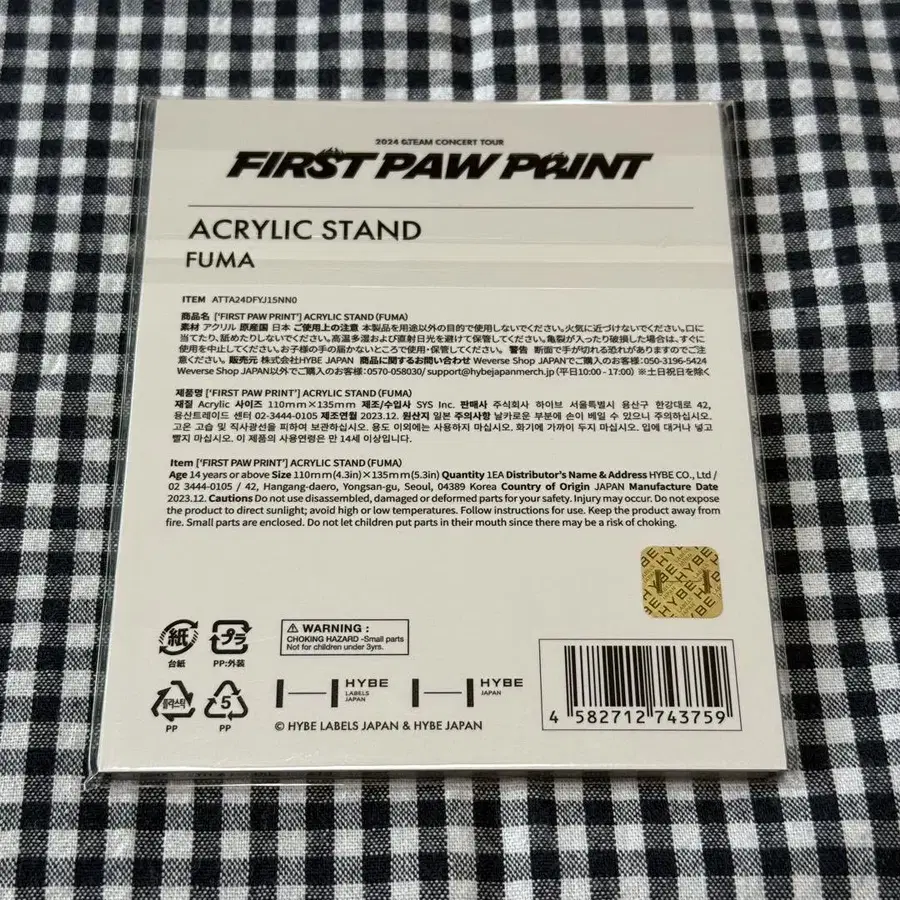 2024 &TEAM CONCERT TOUR
FIRST PAW PRINT
ACRYLIC STAND
FUMA
ITEM ATTA24DFYJ15NN0
商品名 ['FIRST PAW PRINT'] ACRYLIC STAND (FUMA)
素材 アクリル 原産国 日本 ご使用上の注意 本製品を用途以外の目的で使用しないでください。火気に近づけないでください。口に
当てたり、舐めたりしないでください。高温多湿および直射日光を避けて保管してください。亀裂が入ったり破損した場合は、すぐに
使用を中止してください。お子様の手の届かないところで使用・保管してください。 警告 断面で手が切れる恐れがありますのでご注
意ください。販売元 株式会社HYBE JAPAN 商品に関するお問い合わせ Weverse Shop JAPANでご購入のお客様:050-3196-5424
Weverse Shop JAPAN以外でご購入のお客様:0570-058030/ support@hybejapanmerch.jp (平日10:00 - 17:00) ※土日祝日を除く
제품명 ['FIRST PAW PRINT'] ACRYLIC STAND (FUMA)
재질 Acrylic 사이즈 110mm×135mm 제조/수입사 SYS Inc. 판매사 주식회사 하이브 서울특별시 용산구 한강대로 42,
용산트레이드 센터 02-3444-0105 제조연월 2023.12. 원산지 일본 주의사항 날카로운 부분에 손이 베일 수 있으니 주의하십시오.
고온 고습 및 직사광선을 피하여 보관하십시오. 용도 이외에는 사용하지 마십시오. 화기에 가까이 두지 마십시오. 입에 대거나 넣고
빨지 마십시오. 이 제품의 사용연령은 만 14세 이상입니다.
Item ['FIRST PAW PRINT'] ACRYLIC STAND (FUMA)
Age 14 years or above Size 110mm(4.3in)×135mm(5.3in) Quantity 1EA Distributor's Name & Address HYBE CO., Ltd /
02 3444-0105 / 42, Hangang-daero, Yongsan-gu, Seoul, 04389 Korea Country of Origin JAPAN Manufacture Date
2023.12. Cautions Do not use disassembled, damaged or deformed parts for your safety. Injury may occur. Do not expose
the product to direct sunlight; avoid high or low temperatures. Follow instructions for use. Keep the product away from
fire. Small parts are enclosed. Do not let children put parts in their mouth since there may be a risk of choking.
HYBE
紙
台紙
プラ
PP:外装
⚠ WARNING :
CHOKING HAZARD -Small parts
Not for children under 3yrs.
플라스틱
PP
5
PP
HYBE
LABELS
JAPAN
HYBE
JAPAN
© HYBE LABELS JAPAN & HYBE JAPAN
4 582712 743759